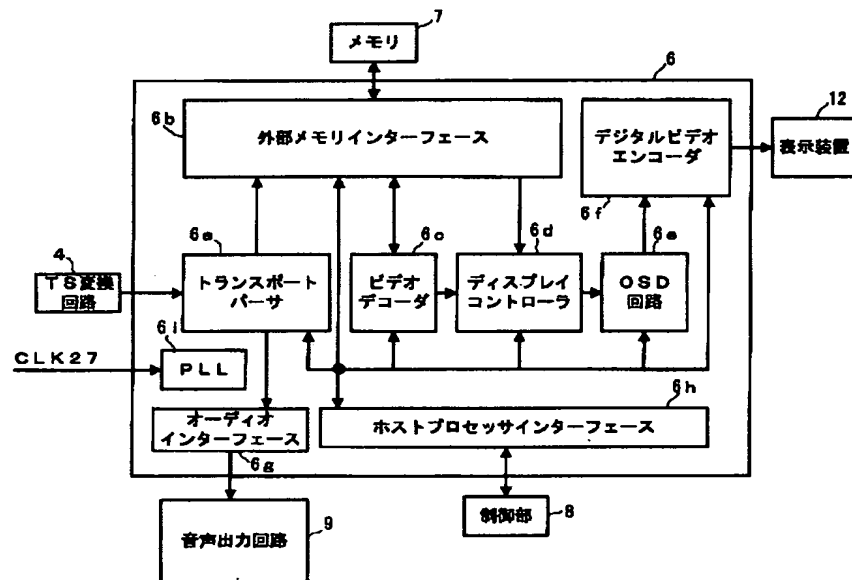 メモリ
7
6
6b
外部メモリインターフェース
デジタルビデオ
エンコーダ
6f
12
表示装置
4
TS変換
回路
6a
トランスポート
パーサ
6c
ビデオ
デコーダ
6d
ディスプレイ
コントローラ
6e
OSD
回路
CLK27
6i
PLL
オーディオ
インターフェース
6g
6h
ホストプロセッサインターフェース
音声出力回路
9
制御部
8